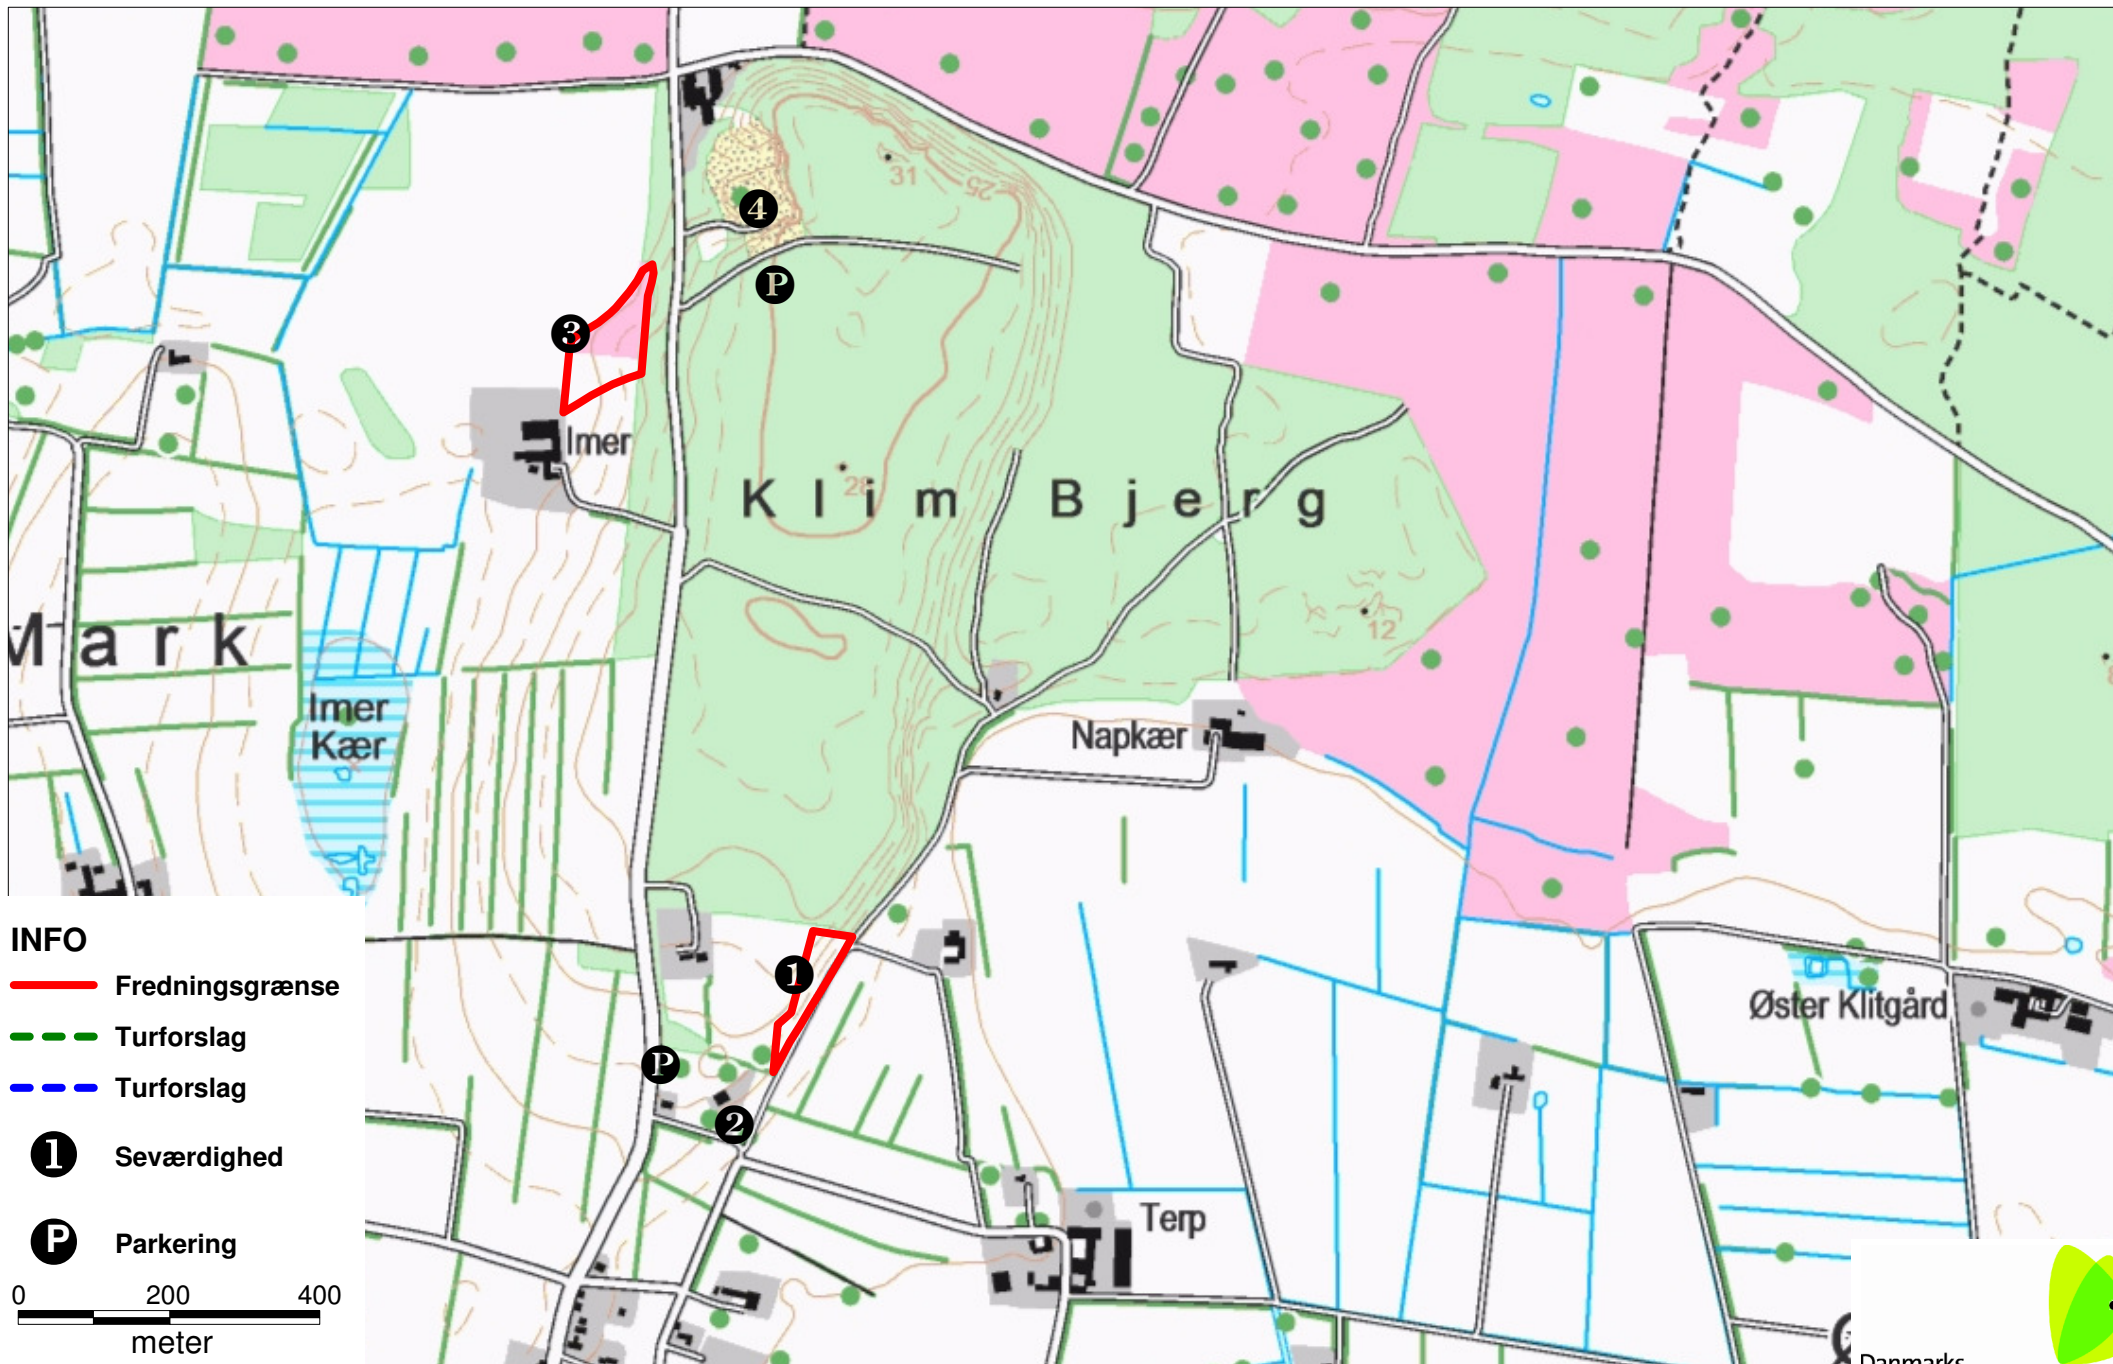 4
31
25
P
3
Imer
28
Klim Bjerg
12
Mark
Imer
Kær
Napkær
1
Øster Klitgård
P
2
Terp
INFO
Fredningsgrænse
Turforslag
Turforslag
1 Seværdighed
P Parkering
0 200 400
meter
Danmarks